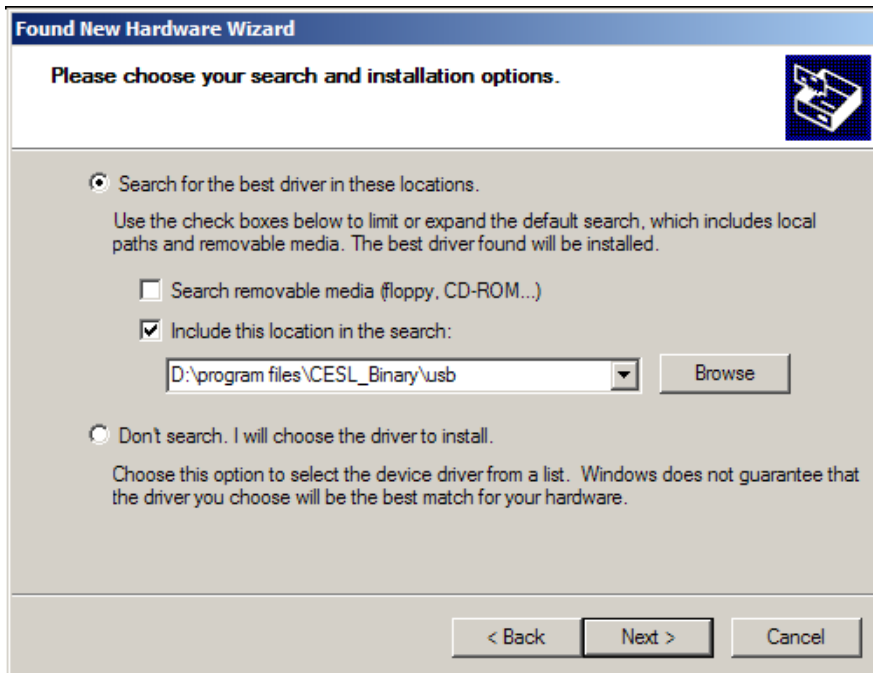 Found New Hardware Wizard
Please choose your search and installation options.
Search for the best driver in these locations.
Use the check boxes below to limit or expand the default search, which includes local
paths and removable media. The best driver found will be installed.
Search removable media (floppy, CD-ROM...)
Include this location in the search:
D:\program files\CESL_Binary\usb
Browse
Don't search. I will choose the driver to install.
Choose this option to select the device driver from a list. Windows does not guarantee that
the driver you choose will be the best match for your hardware.
< Back Next > Cancel